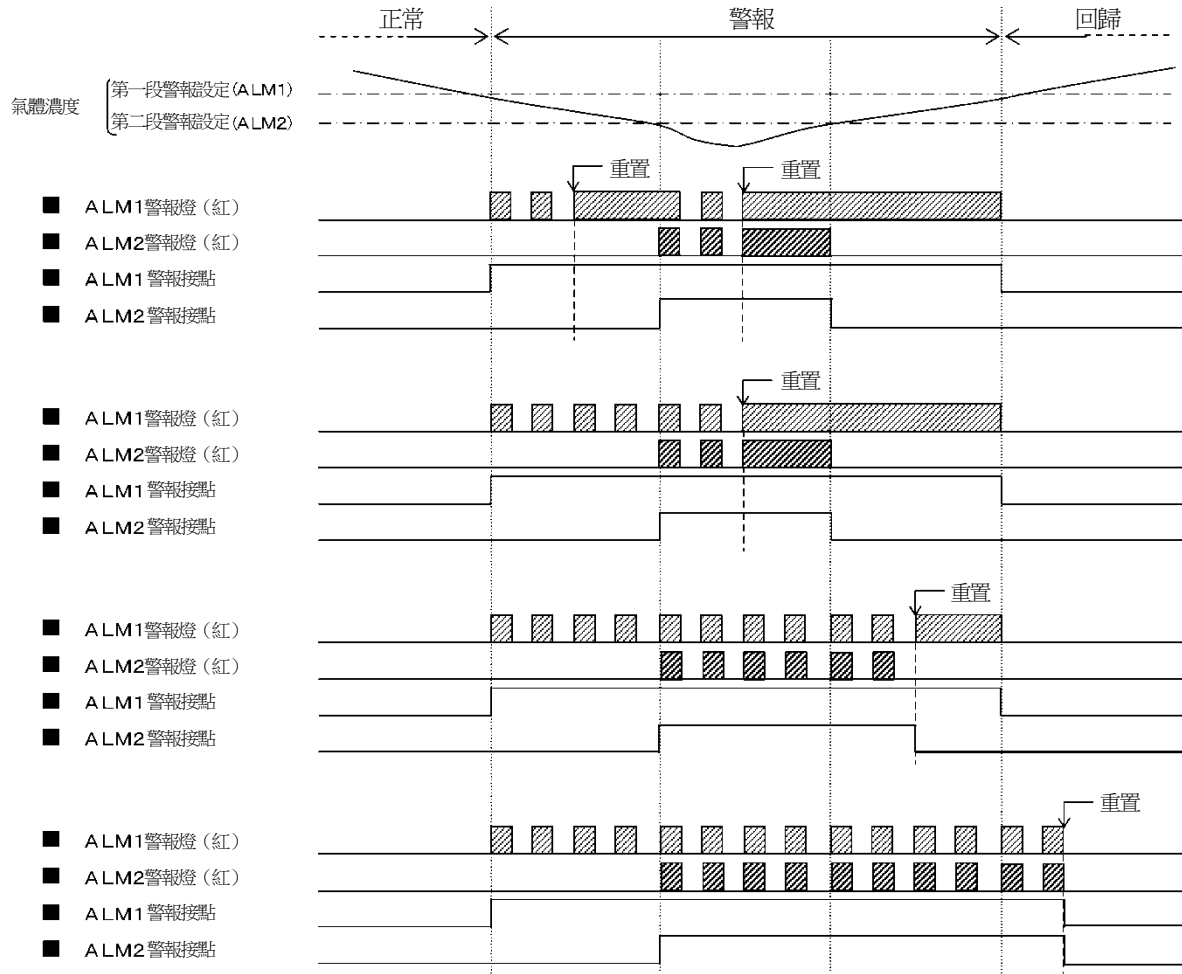 正常
警報
回歸
氣體濃度
第一段警報設定(ALM1)
第二段警報設定(ALM2)
重置
重置
■ ALM1警報燈（紅）
■ ALM2警報燈（紅）
■ ALM1警報接點
■ ALM2警報接點
重置
■ ALM1警報燈（紅）
■ ALM2警報燈（紅）
■ ALM1警報接點
■ ALM2警報接點
重置
■ ALM1警報燈（紅）
■ ALM2警報燈（紅）
■ ALM1警報接點
■ ALM2警報接點
重置
■ ALM1警報燈（紅）
■ ALM2警報燈（紅）
■ ALM1警報接點
■ ALM2警報接點